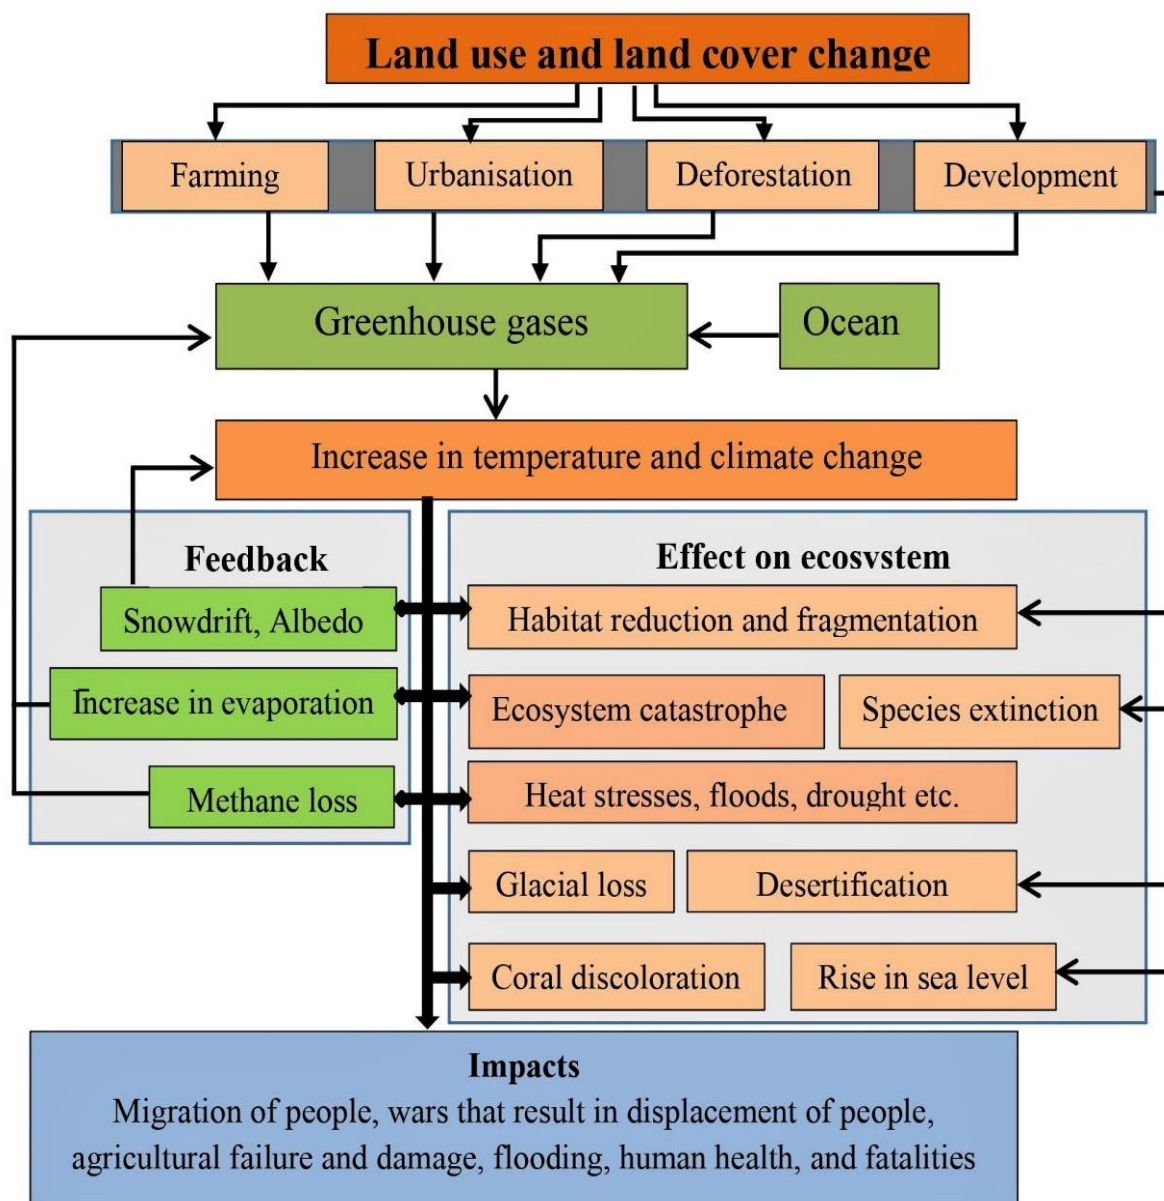 Land use and land cover change
Farming
Urbanisation
Deforestation
Development
Greenhouse gases
Ocean
Increase in temperature and climate change
Feedback
Snowdrift, Albedo
Increase in evaporation
Methane loss
Effect on ecosystem
Habitat reduction and fragmentation
Ecosystem catastrophe
Species extinction
Heat stresses, floods, drought etc.
Glacial loss
Desertification
Coral discoloration
Rise in sea level
Impacts
Migration of people, wars that result in displacement of people,
agricultural failure and damage, flooding, human health, and fatalities